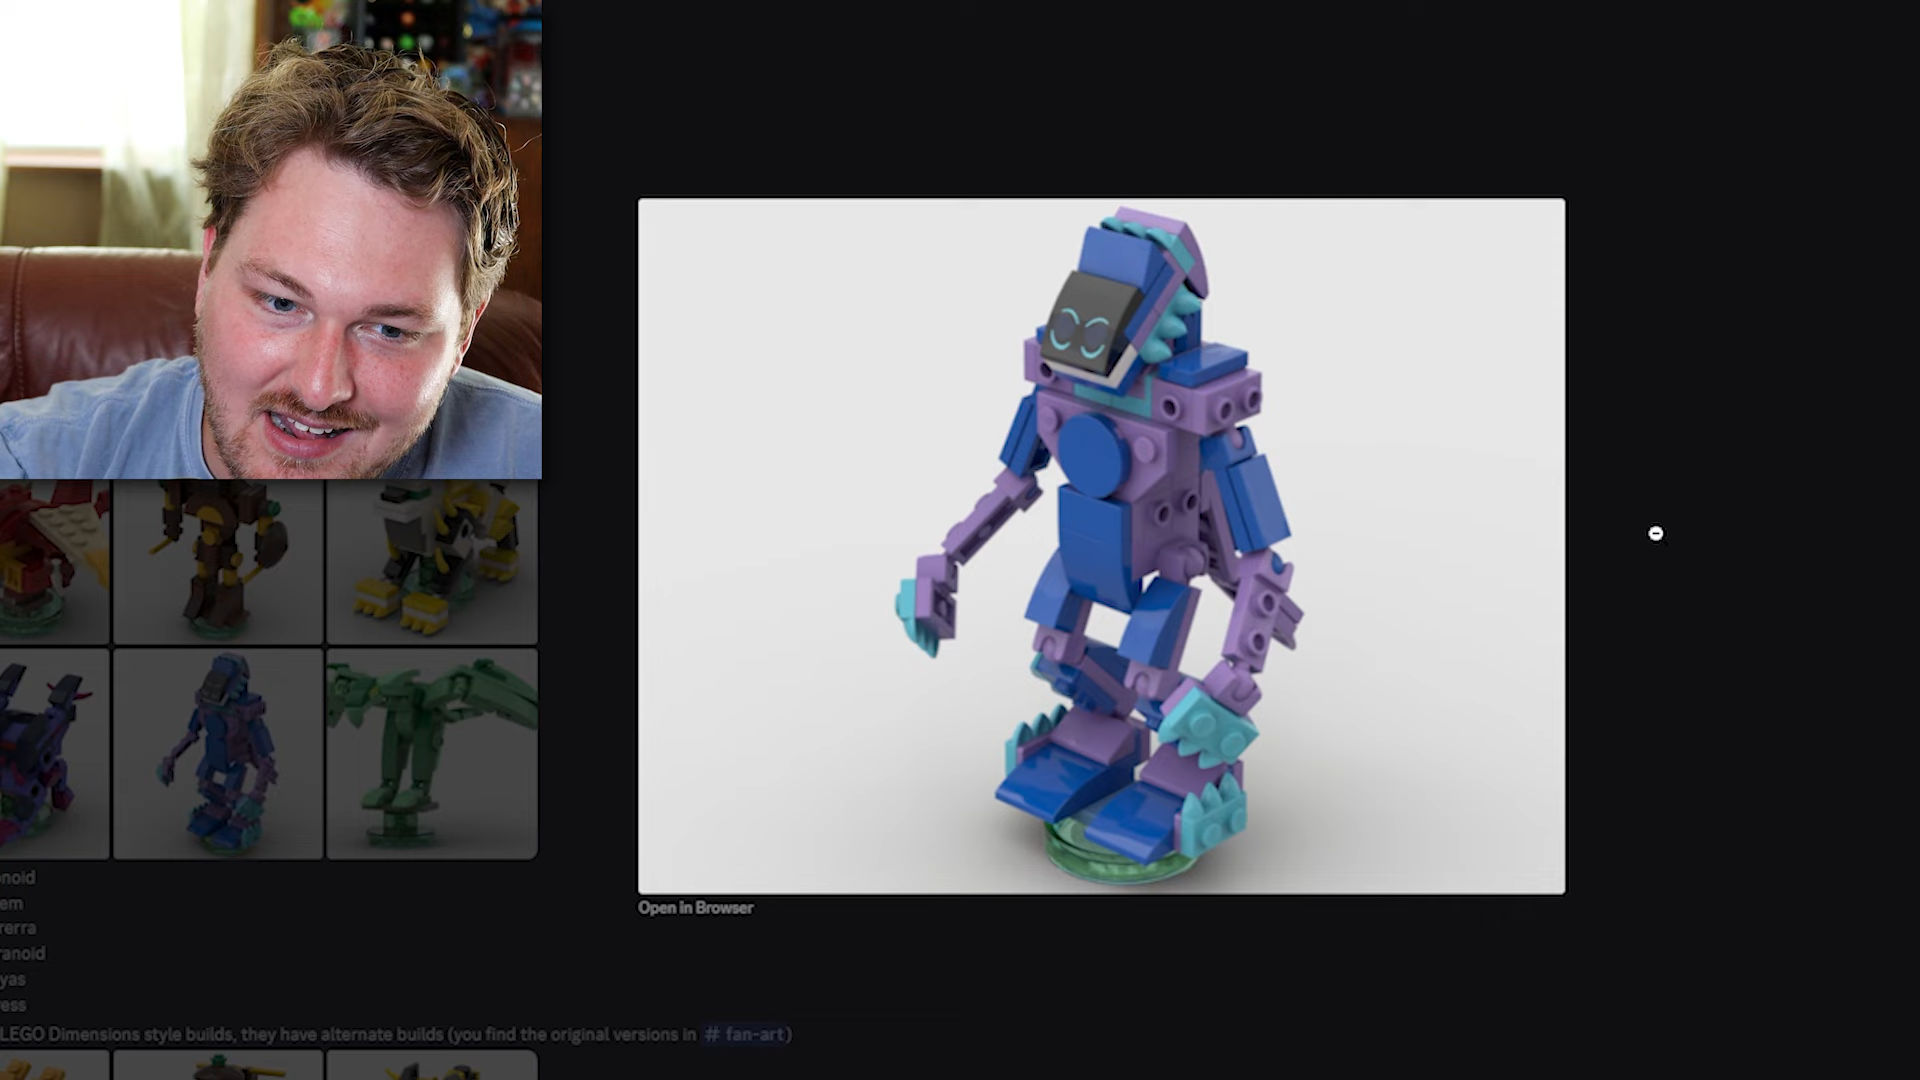 Open in Browser
noid
em
rerra
ranoid
yas
ress
LEGO Dimensions style builds, they have alternate builds (you find the original versions in # fan-art)